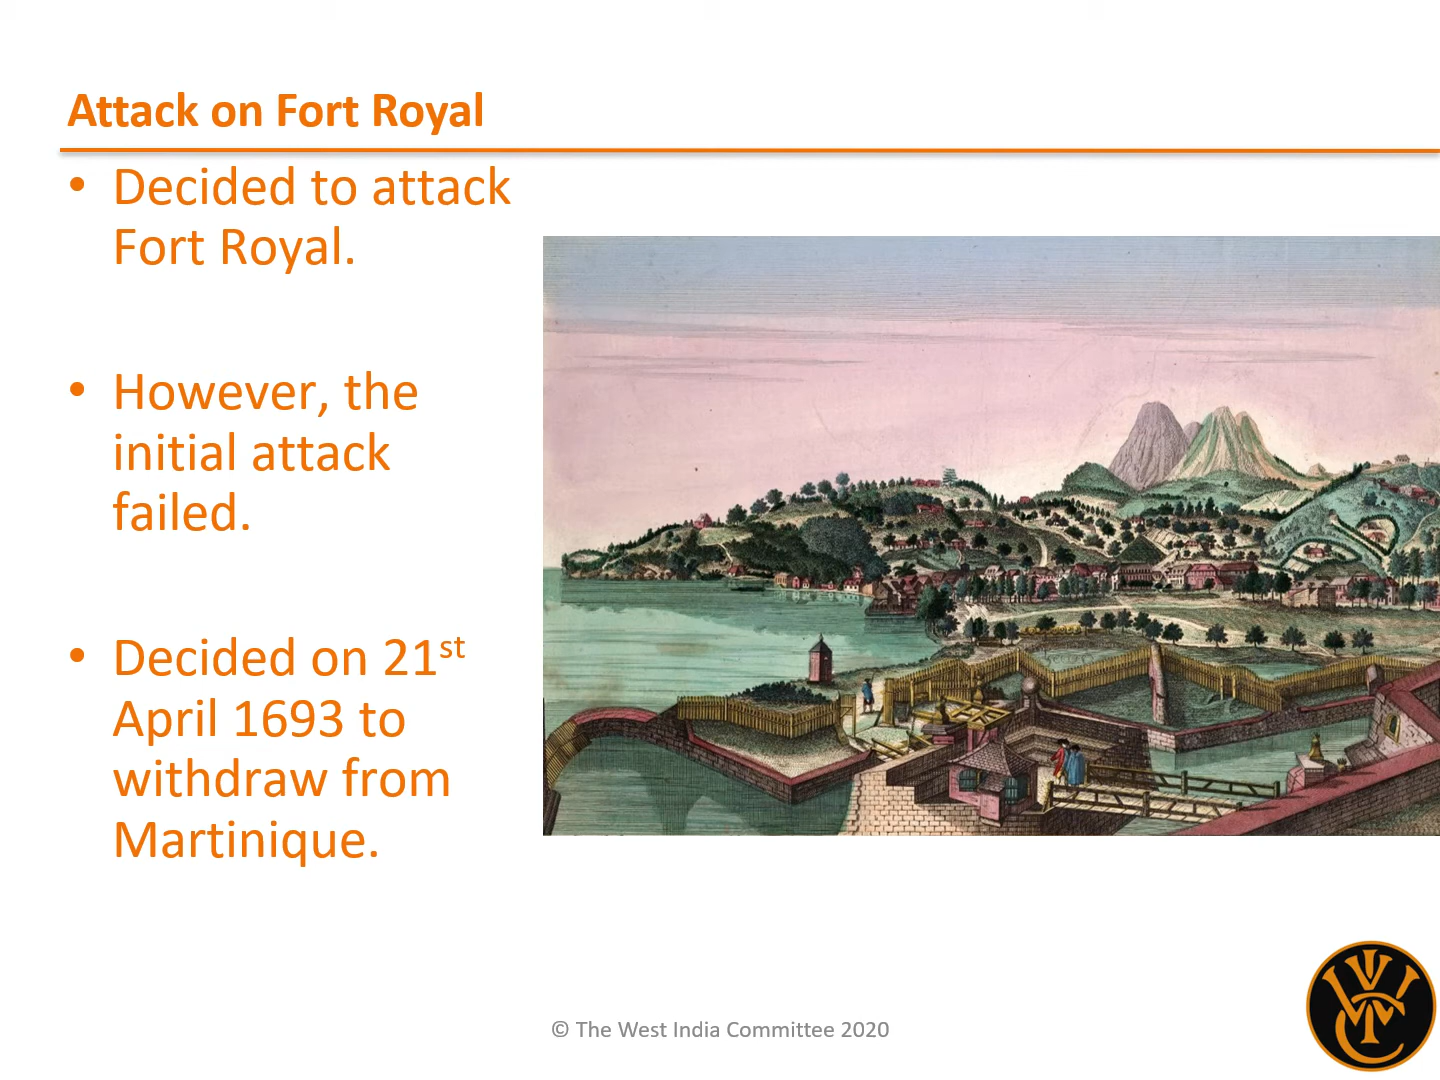 Attack on Fort Royal
• Decided to attack
Fort Royal.
• However, the
initial attack
failed.
• Decided on 21st
April 1693 to
withdraw from
Martinique.
© The West India Committee 2020
WIC